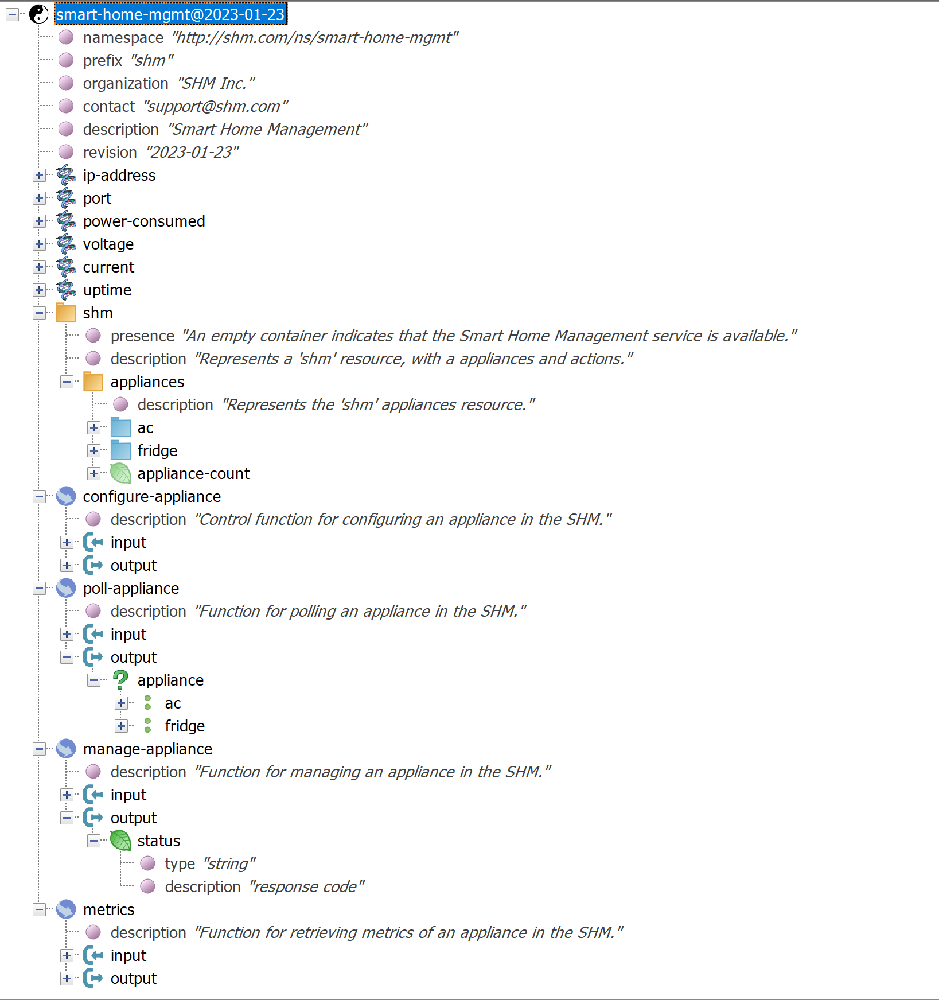 smart-home-mgmt@2023-01-23
namespace "http://shm.com/ns/smart-home-mgmt"
prefix "shm"
organization "SHM Inc."
contact "support@shm.com"
description "Smart Home Management"
revision "2023-01-23"
ip-address
port
power-consumed
voltage
current
uptime
shm
presence "An empty container indicates that the Smart Home Management service is available."
description "Represents a 'shm' resource, with a appliances and actions."
appliances
description "Represents the 'shm' appliances resource."
ac
fridge
appliance-count
configure-appliance
description "Control function for configuring an appliance in the SHM."
input
output
poll-appliance
description "Function for polling an appliance in the SHM."
input
output
appliance
ac
fridge
manage-appliance
description "Function for managing an appliance in the SHM."
input
output
status
type "string"
description "response code"
metrics
description "Function for retrieving metrics of an appliance in the SHM."
input
output